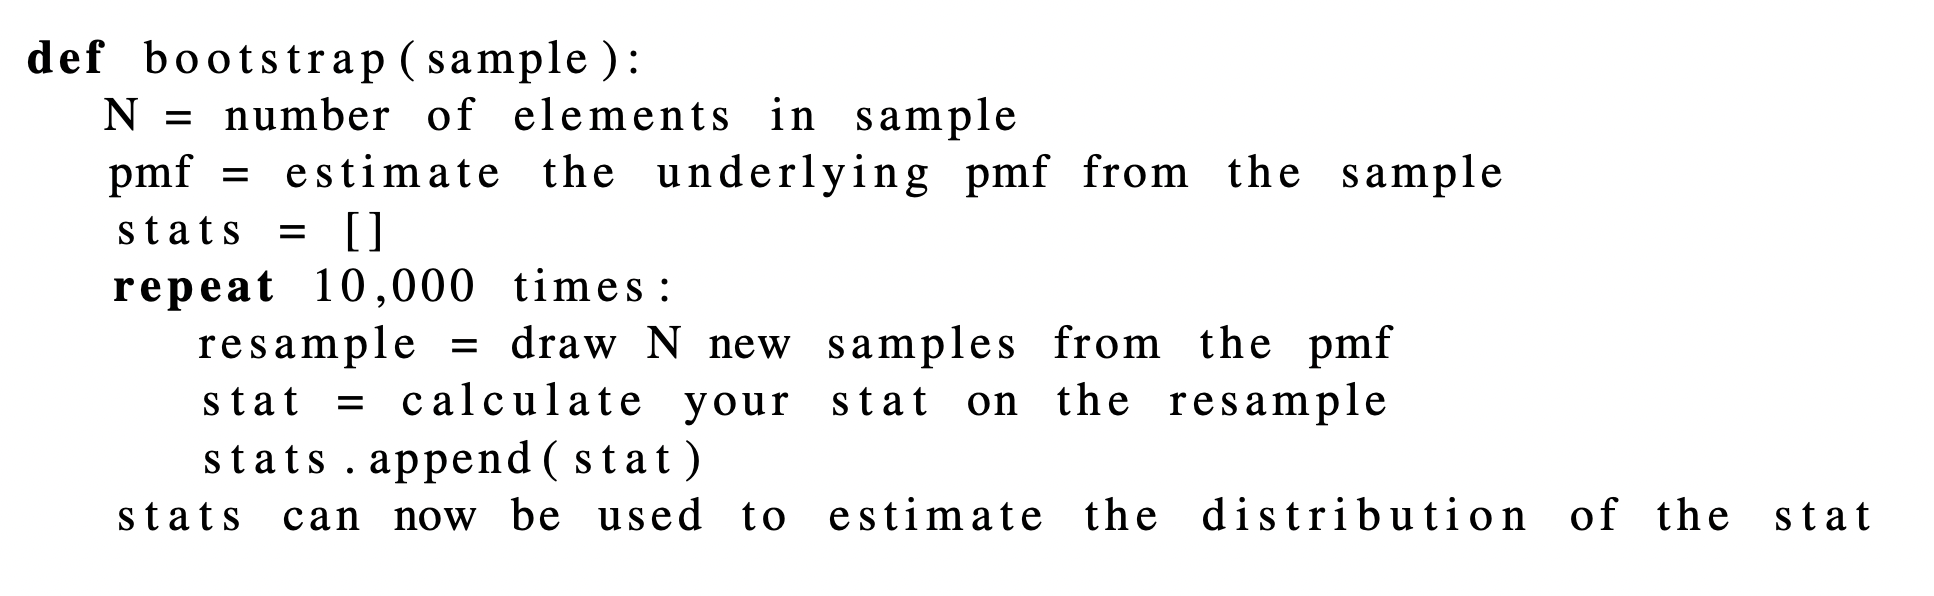 def bootstrap(sample):
N = number of elements in sample
pmf = estimate the underlying pmf from the sample
stats = []
repeat 10,000 times:
resample = draw N new samples from the pmf
stat = calculate your stat on the resample
stats.append(stat)
stats can now be used to estimate the distribution of the stat